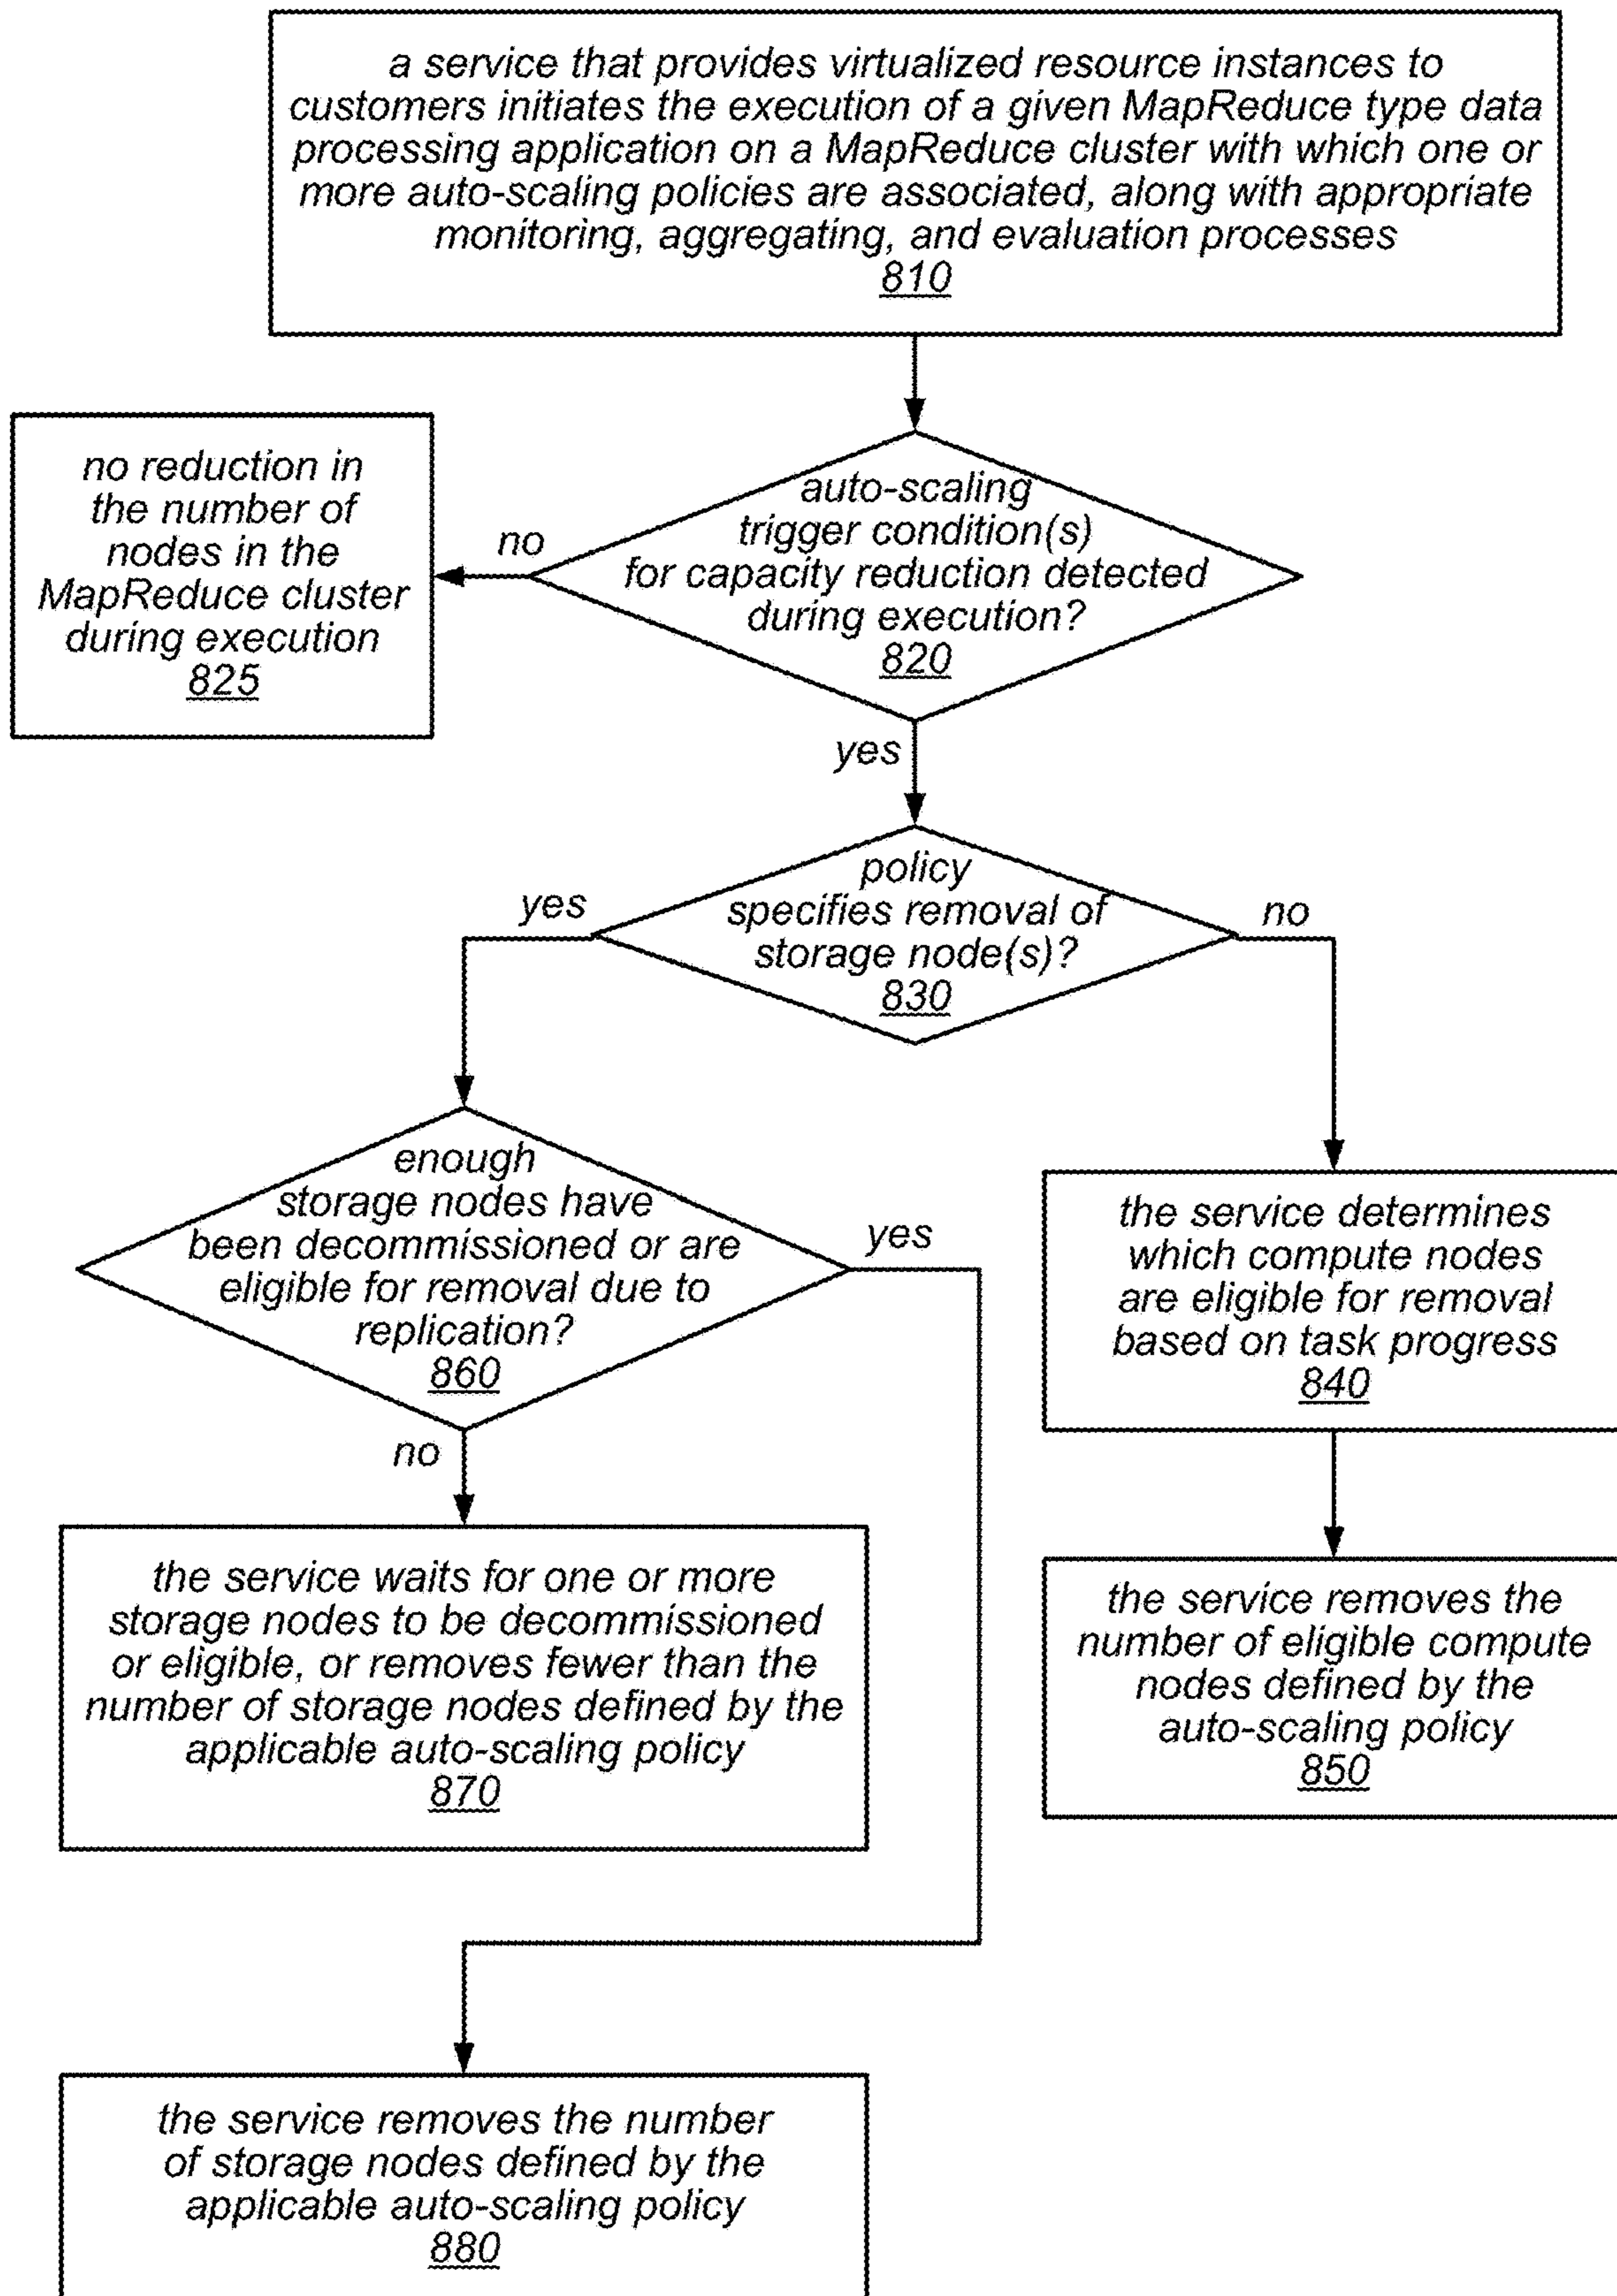 a service that provides virtualized resource instances to
customers initiates the execution of a given MapReduce type data
processing application on a MapReduce cluster with which one or
more auto-scaling policies are associated, along with appropriate
monitoring, aggregating, and evaluation processes
810
no reduction in
the number of
nodes in the
MapReduce cluster
during execution
825
no
auto-scaling
trigger condition(s)
for capacity reduction detected
during execution?
820
yes
policy
specifies removal of
storage node(s)?
830
yes
no
enough
storage nodes have
been decommissioned or are
eligible for removal due to
replication?
860
yes
no
the service determines
which compute nodes
are eligible for removal
based on task progress
840
the service waits for one or more
storage nodes to be decommissioned
or eligible, or removes fewer than the
number of storage nodes defined by the
applicable auto-scaling policy
870
the service removes the
number of eligible compute
nodes defined by the
auto-scaling policy
850
the service removes the number
of storage nodes defined by the
applicable auto-scaling policy
880